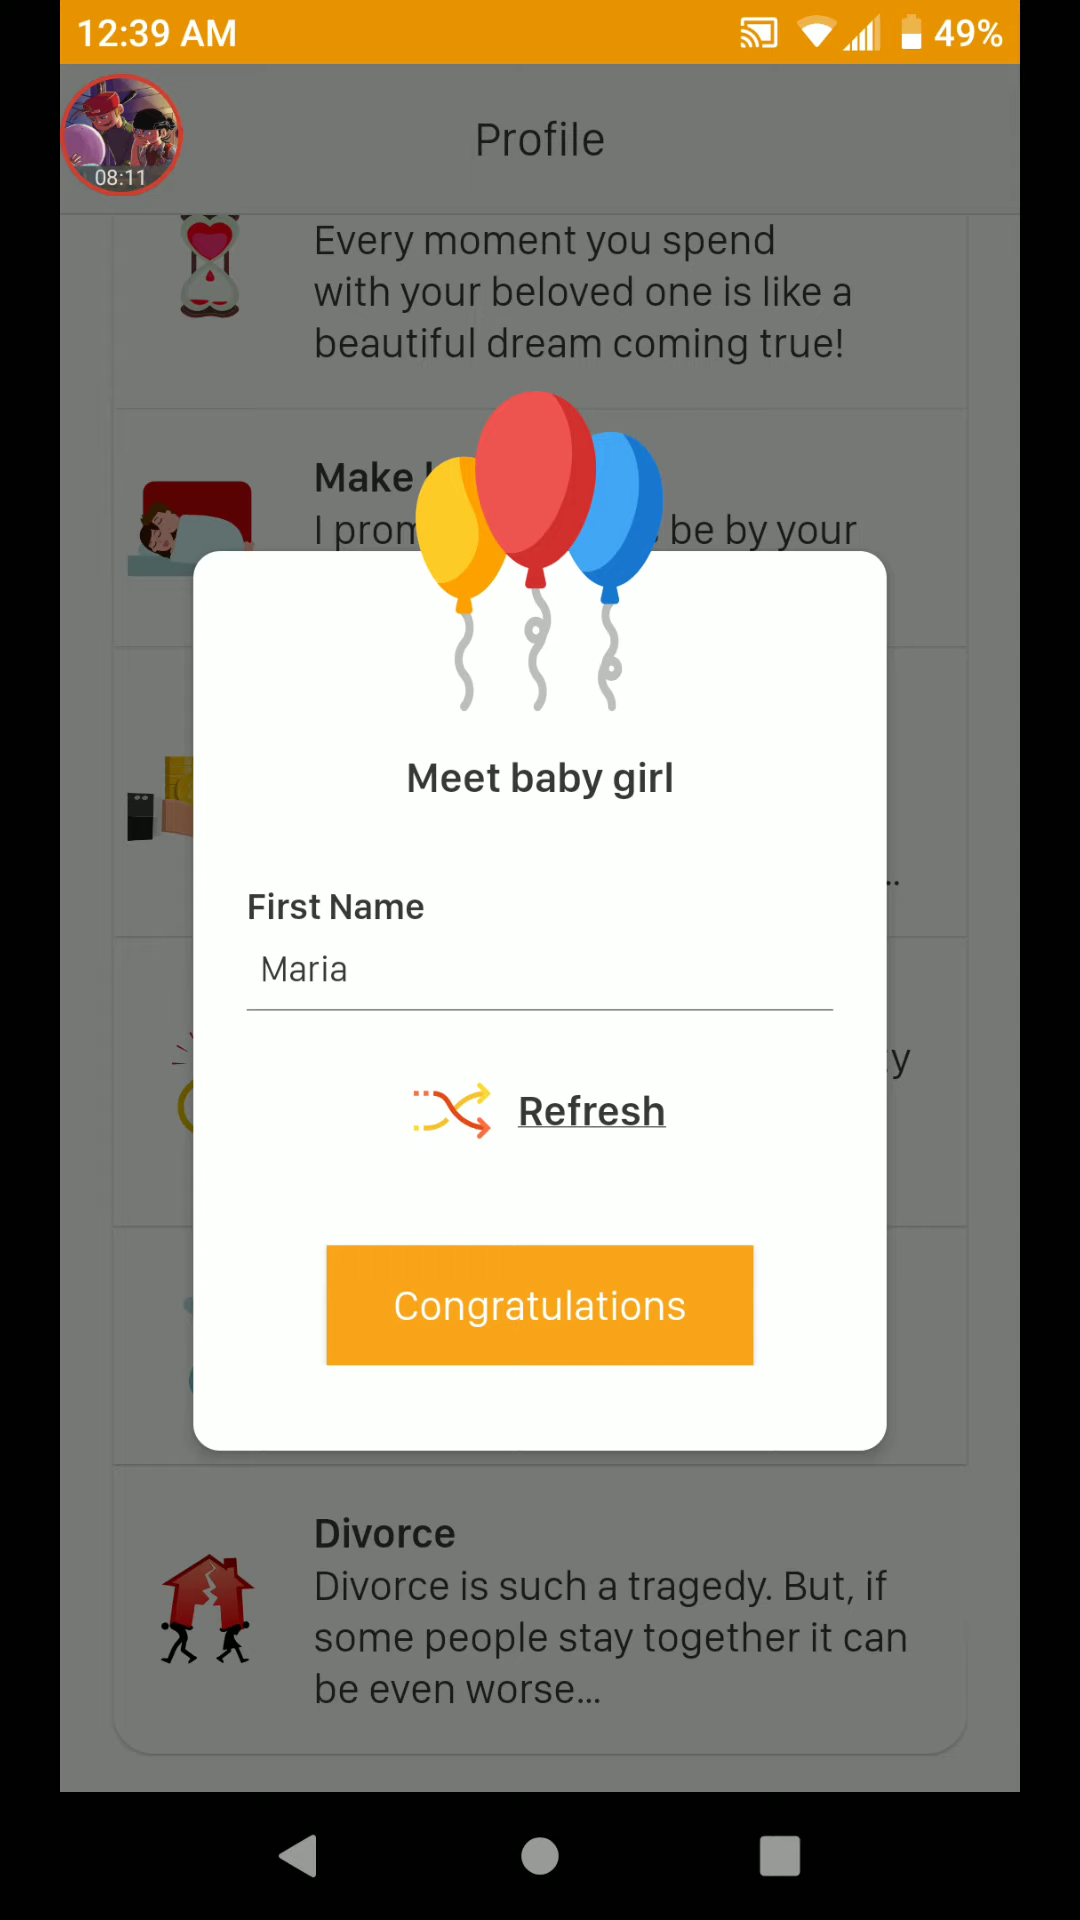 12:39 AM
49%
08:11
Profile
Every moment you spend
with your beloved one is like a
beautiful dream coming true!
Make
I prom
be by your
Meet baby girl
..
First Name
Maria
y
Refresh
Congratulations
Divorce
Divorce is such a tragedy. But, if
some people stay together it can
be even worse...